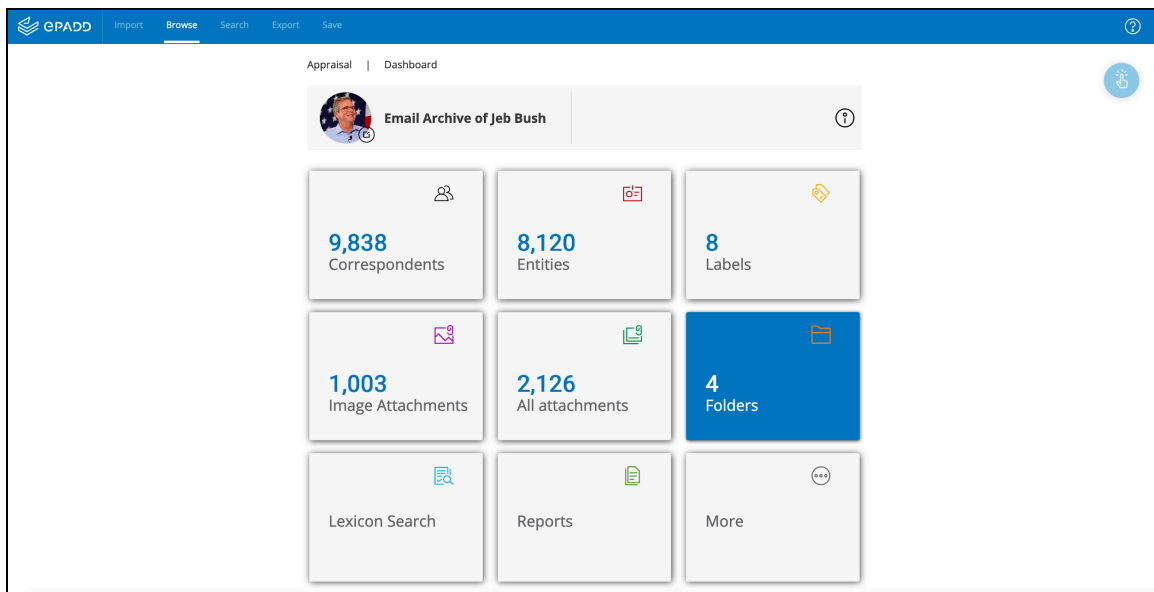 ePADD Import Browse Search Export Save
Appraisal | Dashboard
Email Archive of Jeb Bush
9,838
Correspondents
8,120
Entities
8
Labels
1,003
Image Attachments
2,126
All attachments
4
Folders
Lexicon Search
Reports
More